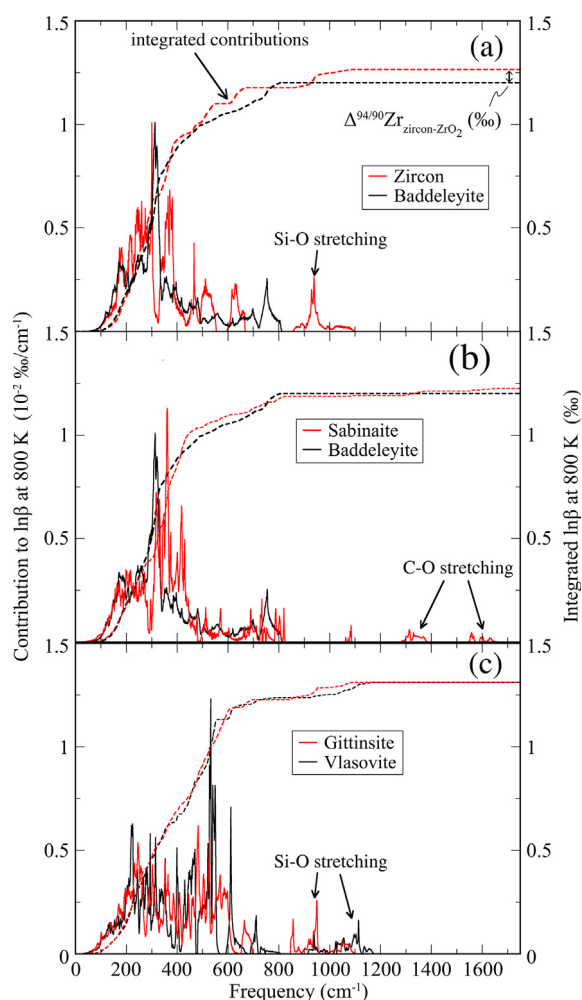 1.5
1.5
(a)
integrated contributions
Δ94/90Zrzircon-ZrO2 (‰)
1
1
Zircon
Baddeleyite
0.5
0.5
Si-O stretching
1.5
1.5
(b)
Sabinaite
Baddeleyite
1
1
0.5
0.5
C-O stretching
1.5
1.5
(c)
Gittinsite
Vlasovite
1
1
0.5
0.5
Si-O stretching
0
0
0
200
400
600
800
1000
1200
1400
1600
Frequency (cm-1)
Contribution to lnβ at 800 K (10-2 ‰/cm-1)
Integrated lnβ at 800 K (‰)